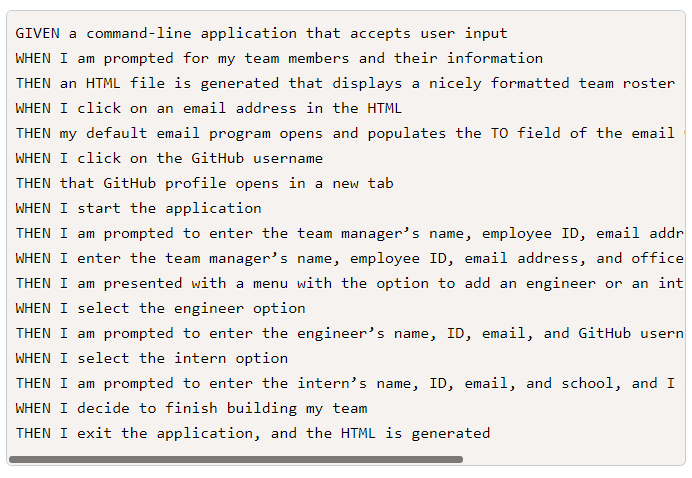 GIVEN a command-line application that accepts user input
WHEN I am prompted for my team members and their information
THEN an HTML file is generated that displays a nicely formatted team roster
WHEN I click on an email address in the HTML
THEN my default email program opens and populates the TO field of the email
WHEN I click on the GitHub username
THEN that GitHub profile opens in a new tab
WHEN I start the application
THEN I am prompted to enter the team manager’s name, employee ID, email addr
WHEN I enter the team manager’s name, employee ID, email address, and office
THEN I am presented with a menu with the option to add an engineer or an int
WHEN I select the engineer option
THEN I am prompted to enter the engineer’s name, ID, email, and GitHub usern
WHEN I select the intern option
THEN I am prompted to enter the intern’s name, ID, email, and school, and I
WHEN I decide to finish building my team
THEN I exit the application, and the HTML is generated